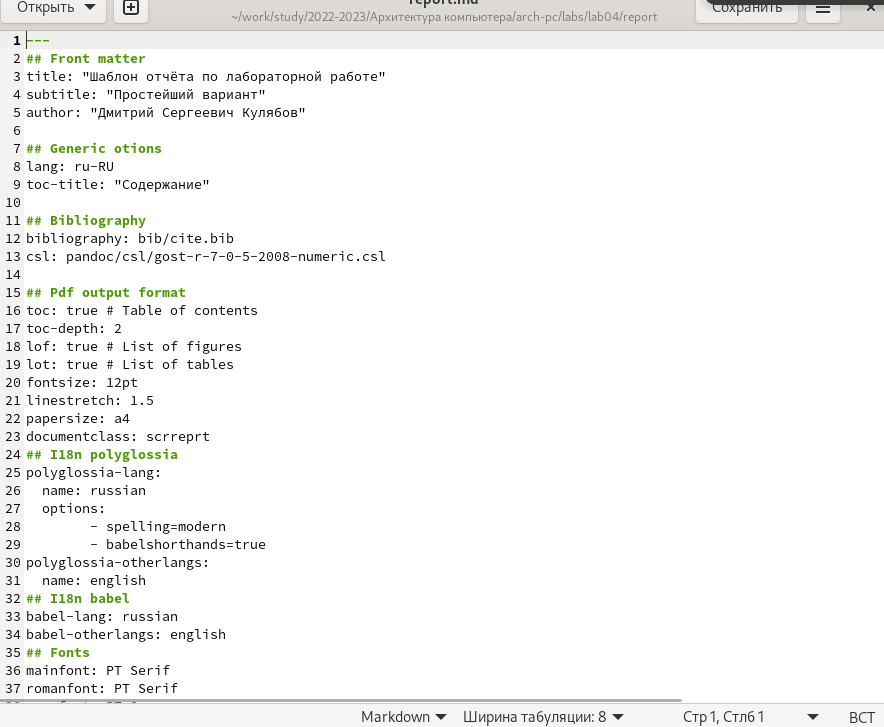 Открыть
report.md
~/work/study/2022-2023/Архитектура компьютера/arch-pc/labs/lab04/report
Сохранить
1 ---
2 ## Front matter
3 title: "Шаблон отчёта по лабораторной работе"
4 subtitle: "Простейший вариант"
5 author: "Дмитрий Сергеевич Кулябов"
6
7 ## Generic otions
8 lang: ru-RU
9 toc-title: "Содержание"
10
11 ## Bibliography
12 bibliography: bib/cite.bib
13 csl: pandoc/csl/gost-r-7-0-5-2008-numeric.csl
14
15 ## Pdf output format
16 toc: true # Table of contents
17 toc-depth: 2
18 lof: true # List of figures
19 lot: true # List of tables
20 fontsize: 12pt
21 linestretch: 1.5
22 papersize: a4
23 documentclass: scrreprt
24 ## I18n polyglossia
25 polyglossia-lang:
26   name: russian
27   options:
28         - spelling=modern
29         - babelshorthands=true
30 polyglossia-otherlangs:
31   name: english
32 ## I18n babel
33 babel-lang: russian
34 babel-otherlangs: english
35 ## Fonts
36 mainfont: PT Serif
37 romanfont: PT Serif
Markdown Ширина табуляции: 8 Стр 1, Стлб 1 ВСТ